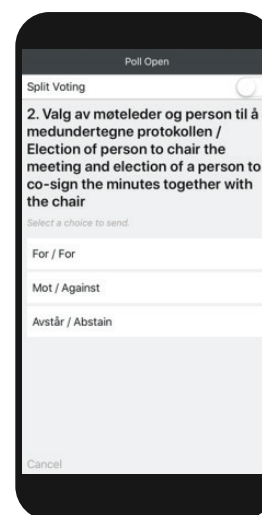 Poll Open
Split Voting
2. Valg av møteleder og person til å
medundertegne protokollen /
Election of person to chair the
meeting and election of a person to
co-sign the minutes together with
the chair
Select a choice to send.
For / For
Mot / Against
Avstår / Abstain
Cancel